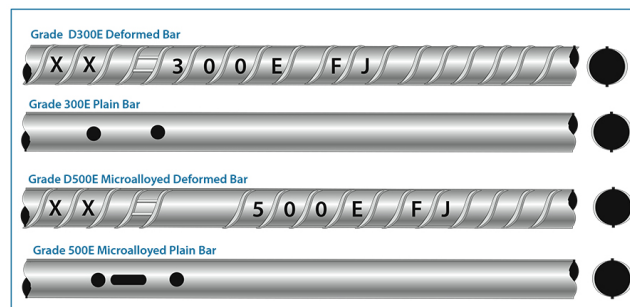 Grade D300E Deformed Bar
X X 300E FJ
Grade 300E Plain Bar
Grade D500E Microalloyed Deformed Bar
X X 500E FJ
Grade 500E Microalloyed Plain Bar